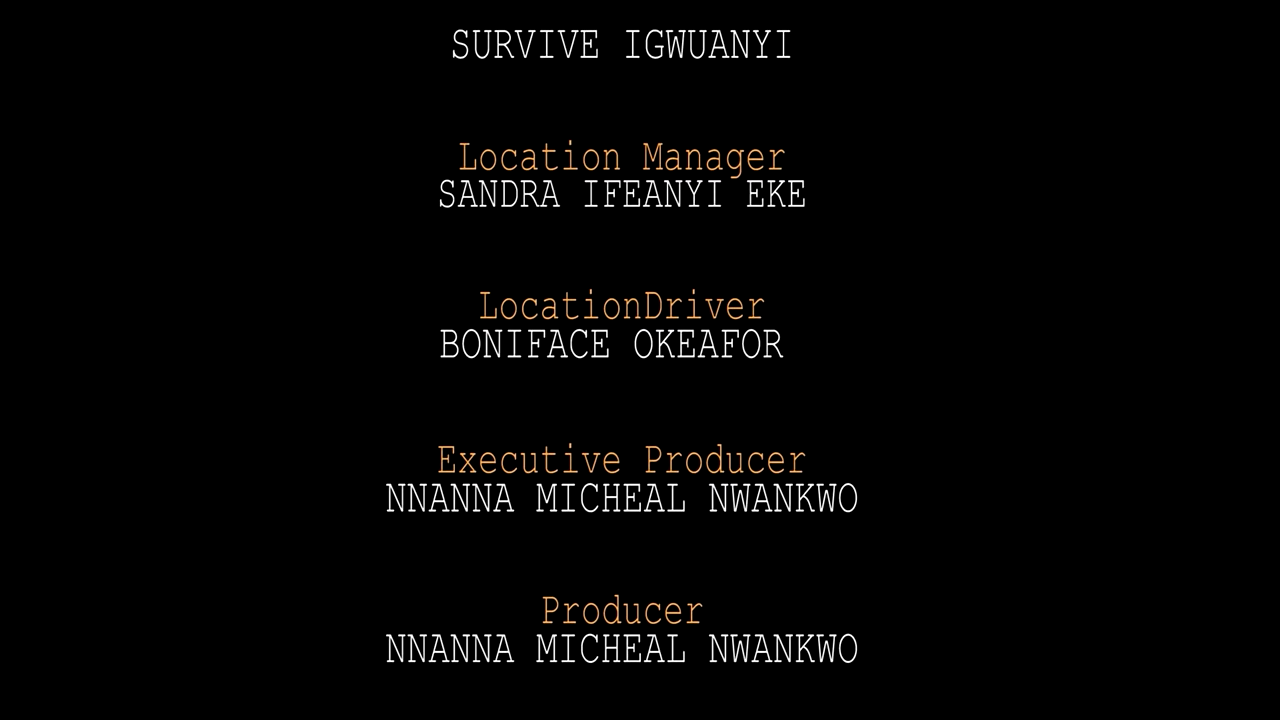 SURVIVE IGWUANYI
Location Manager
SANDRA IFEANYI EKE
LocationDriver
BONIFACE OKEAFOR
Executive Producer
NNANNA MICHEAL NWANKWO
Producer
NNANNA MICHEAL NWANKWO